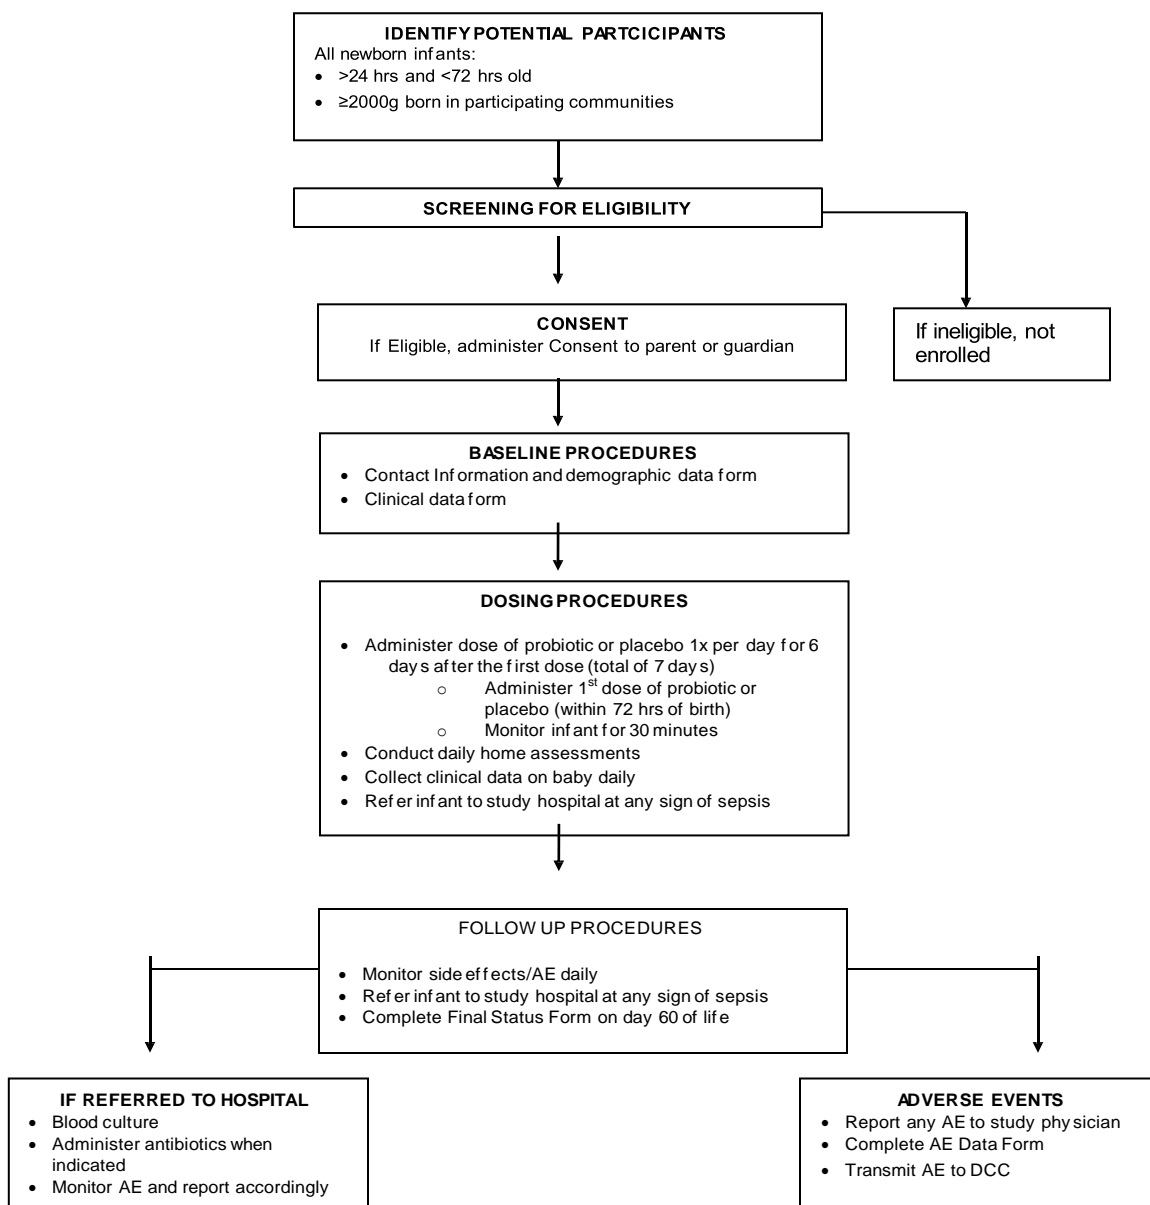 IDENTIFY POTENTIAL PARTCICIPANTS
All newborn infants:
• >24 hrs and <72 hrs old
• ≥2000g born in participating communities
SCREENING FOR ELIGIBILITY
CONSENT
If Eligible, administer Consent to parent or guardian
If ineligible, not
enrolled
BASELINE PROCEDURES
• Contact Information and demographic data form
• Clinical data form
DOSING PROCEDURES
• Administer dose of probiotic or placebo 1x per day for 6
days after the first dose (total of 7 days)
o Administer 1st dose of probiotic or
placebo (within 72 hrs of birth)
o Monitor infant for 30 minutes
• Conduct daily home assessments
• Collect clinical data on baby daily
• Refer infant to study hospital at any sign of sepsis
FOLLOW UP PROCEDURES
• Monitor side effects/AE daily
• Refer infant to study hospital at any sign of sepsis
• Complete Final Status Form on day 60 of life
IF REFERRED TO HOSPITAL
• Blood culture
• Administer antibiotics when
indicated
• Monitor AE and report accordingly
ADVERSE EVENTS
• Report any AE to study physician
• Complete AE Data Form
• Transmit AE to DCC